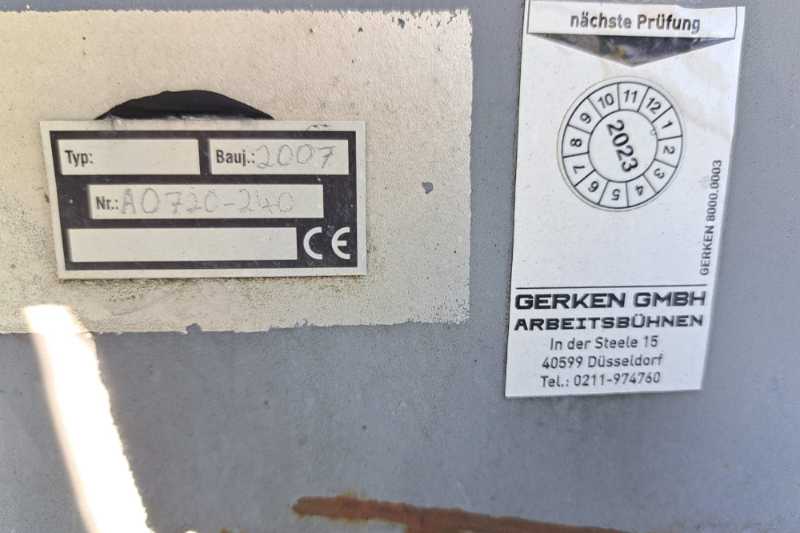 Typ:
Bauj.: 2007
Nr.: A0720-240
CE
nächste Prüfung
1 2 3 4 5 6 7 8 9 10 11 12
2023
GERKEN 8000.0003
GERKEN GMBH
ARBEITSBÜHNEN
In der Steele 15
40599 Düsseldorf
Tel.: 0211-974760